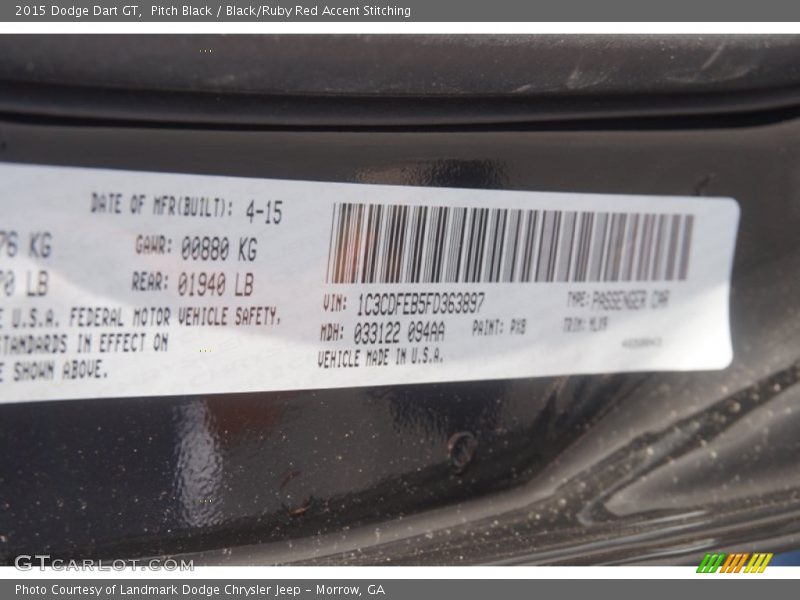 2015 Dodge Dart GT,  Pitch Black / Black/Ruby Red Accent Stitching
DATE OF MFR(BUILT): 4-15
76 KG GAWR: 00880 KG
70 LB REAR: 01940 LB
E U.S.A. FEDERAL MOTOR VEHICLE SAFETY,
STANDARDS IN EFFECT ON
E SHOWN ABOVE.
VIN: 1C3CDFEB5FD363897 TYPE: PASSENGER CAR
MDH: 033122 094AA PAINT: PX8 TRIM: MLX9
VEHICLE MADE IN U.S.A.
GTCARLOT.COM
Photo Courtesy of Landmark Dodge Chrysler Jeep - Morrow, GA